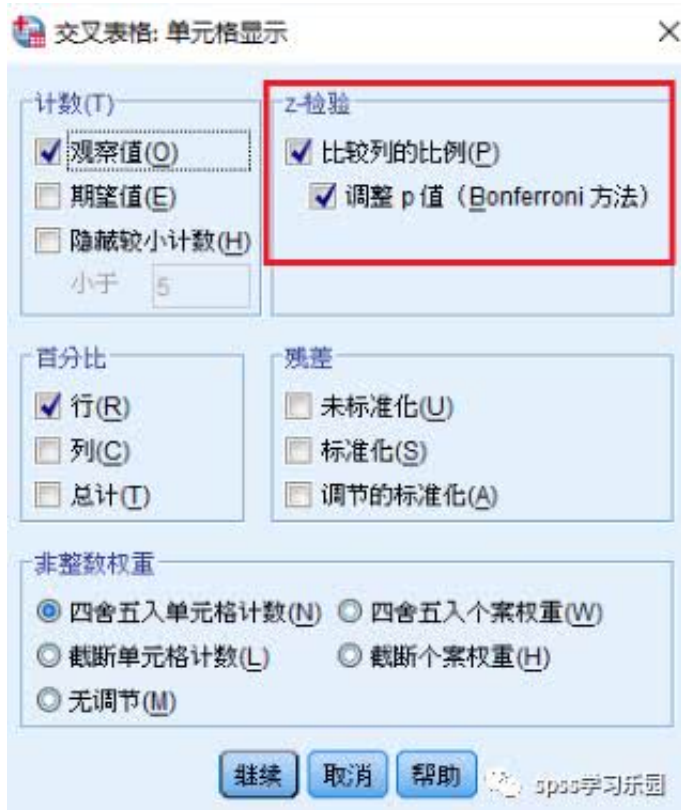 交叉表格: 单元格显示
计数(T)
观察值(O)
期望值(E)
隐藏较小计数(H)
小于 5
z-检验
比较列的比例(P)
调整 p 值（Bonferroni 方法）
百分比
行(R)
列(C)
总计(T)
残差
未标准化(U)
标准化(S)
调节的标准化(A)
非整数权重
四舍五入单元格计数(N) 四舍五入个案权重(W)
截断单元格计数(L) 截断个案权重(H)
无调节(M)
继续 取消 帮助
spss学习乐园